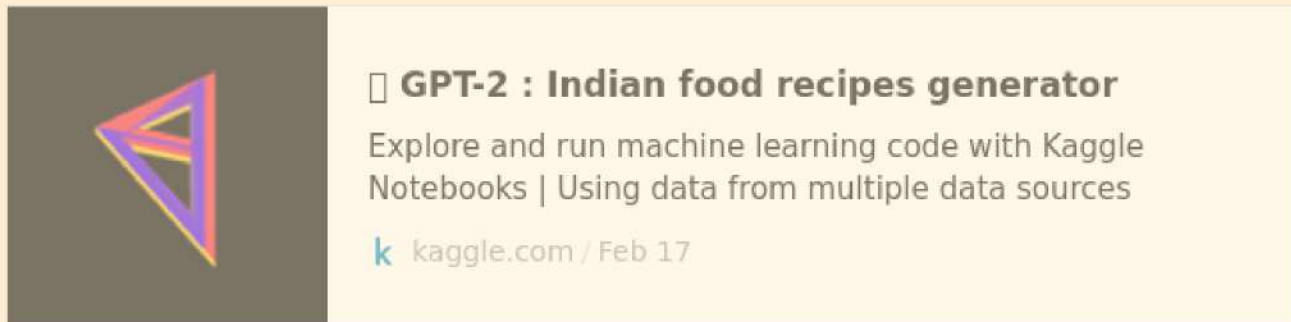 GPT-2 : Indian food recipes generator
Explore and run machine learning code with Kaggle
Notebooks | Using data from multiple data sources
k kaggle.com / Feb 17